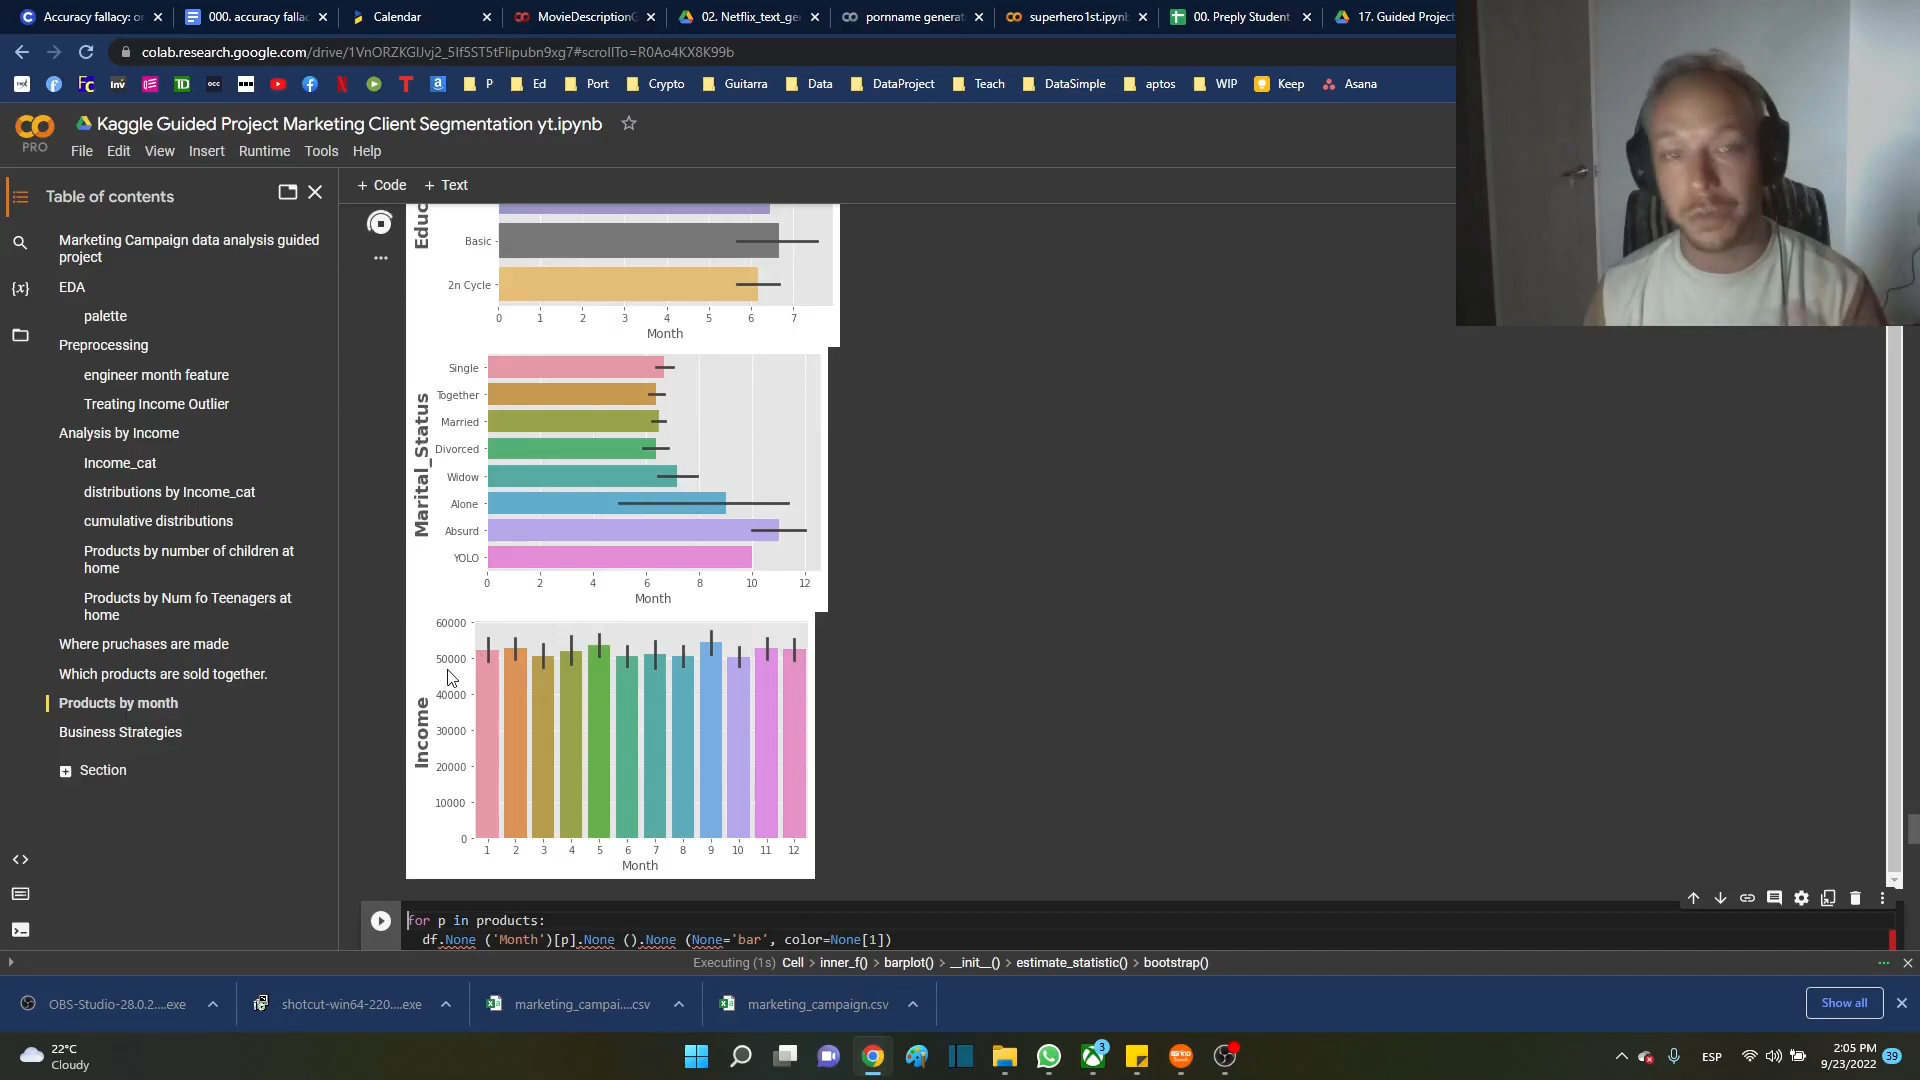 Accuracy fallacy: or
000. accuracy fallac
Calendar
MovieDescriptionG
02. Netflix_text_ge
pornname generat
superhero1st.ipynb
00. Preply Student
17. Guided Project
colab.research.google.com/drive/1VnORZKGlJvj2_5If5ST5tFlipubn9xg7#scrollTo=R0Ao4KX8K99b
inv
TD
occ
P
Ed
Port
Crypto
Guitarra
Data
DataProject
Teach
DataSimple
aptos
WIP
Keep
Asana
PRO
Kaggle Guided Project Marketing Client Segmentation yt.ipynb
File Edit View Insert Runtime Tools Help
+ Code + Text
Table of contents
Marketing Campaign data analysis guided
project
EDA
palette
Preprocessing
engineer month feature
Treating Income Outlier
Analysis by Income
Income_cat
distributions by Income_cat
cumulative distributions
Products by number of children at
home
Products by Num fo Teenagers at
home
Where pruchases are made
Which products are sold together.
Products by month
Business Strategies
Section
{x}
Educ
Basic
2n Cycle
0 1 2 3 4 5 6 7
Month
Marital_Status
Single
Together
Married
Divorced
Widow
Alone
Absurd
YOLO
0 2 4 6 8 10 12
Month
Income
60000
50000
40000
30000
20000
10000
0
1 2 3 4 5 6 7 8 9 10 11 12
Month
for p in products:
df.None ('Month')[p].None ().None (None='bar', color=None[1])
Executing (1s) Cell > inner_f() > barplot() > __init__() > estimate_statistic() > bootstrap()
OBS-Studio-28.0.2....exe
shotcut-win64-220....exe
marketing_campai....csv
marketing_campaign.csv
Show all
22°C
Cloudy
3
ESP
2:05 PM
9/23/2022
39